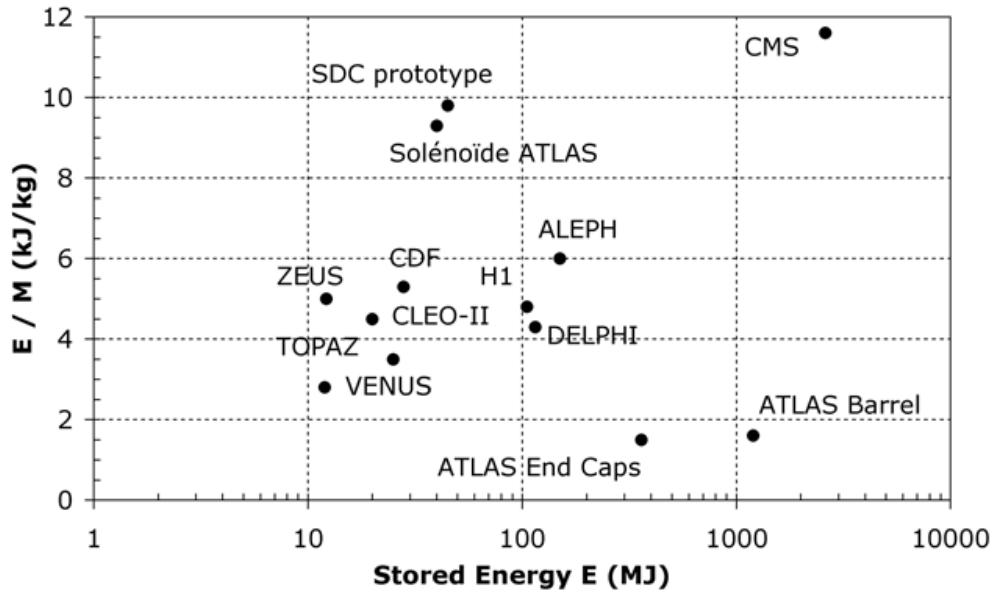 12
CMS
SDC prototype
10
Solénoïde ATLAS
8
E / M (kJ/kg)
ALEPH
6
CDF
ZEUS
H1
CLEO-II
DELPHI
4
TOPAZ
VENUS
2
ATLAS Barrel
ATLAS End Caps
0
1 10 100 1000 10000
Stored Energy E (MJ)